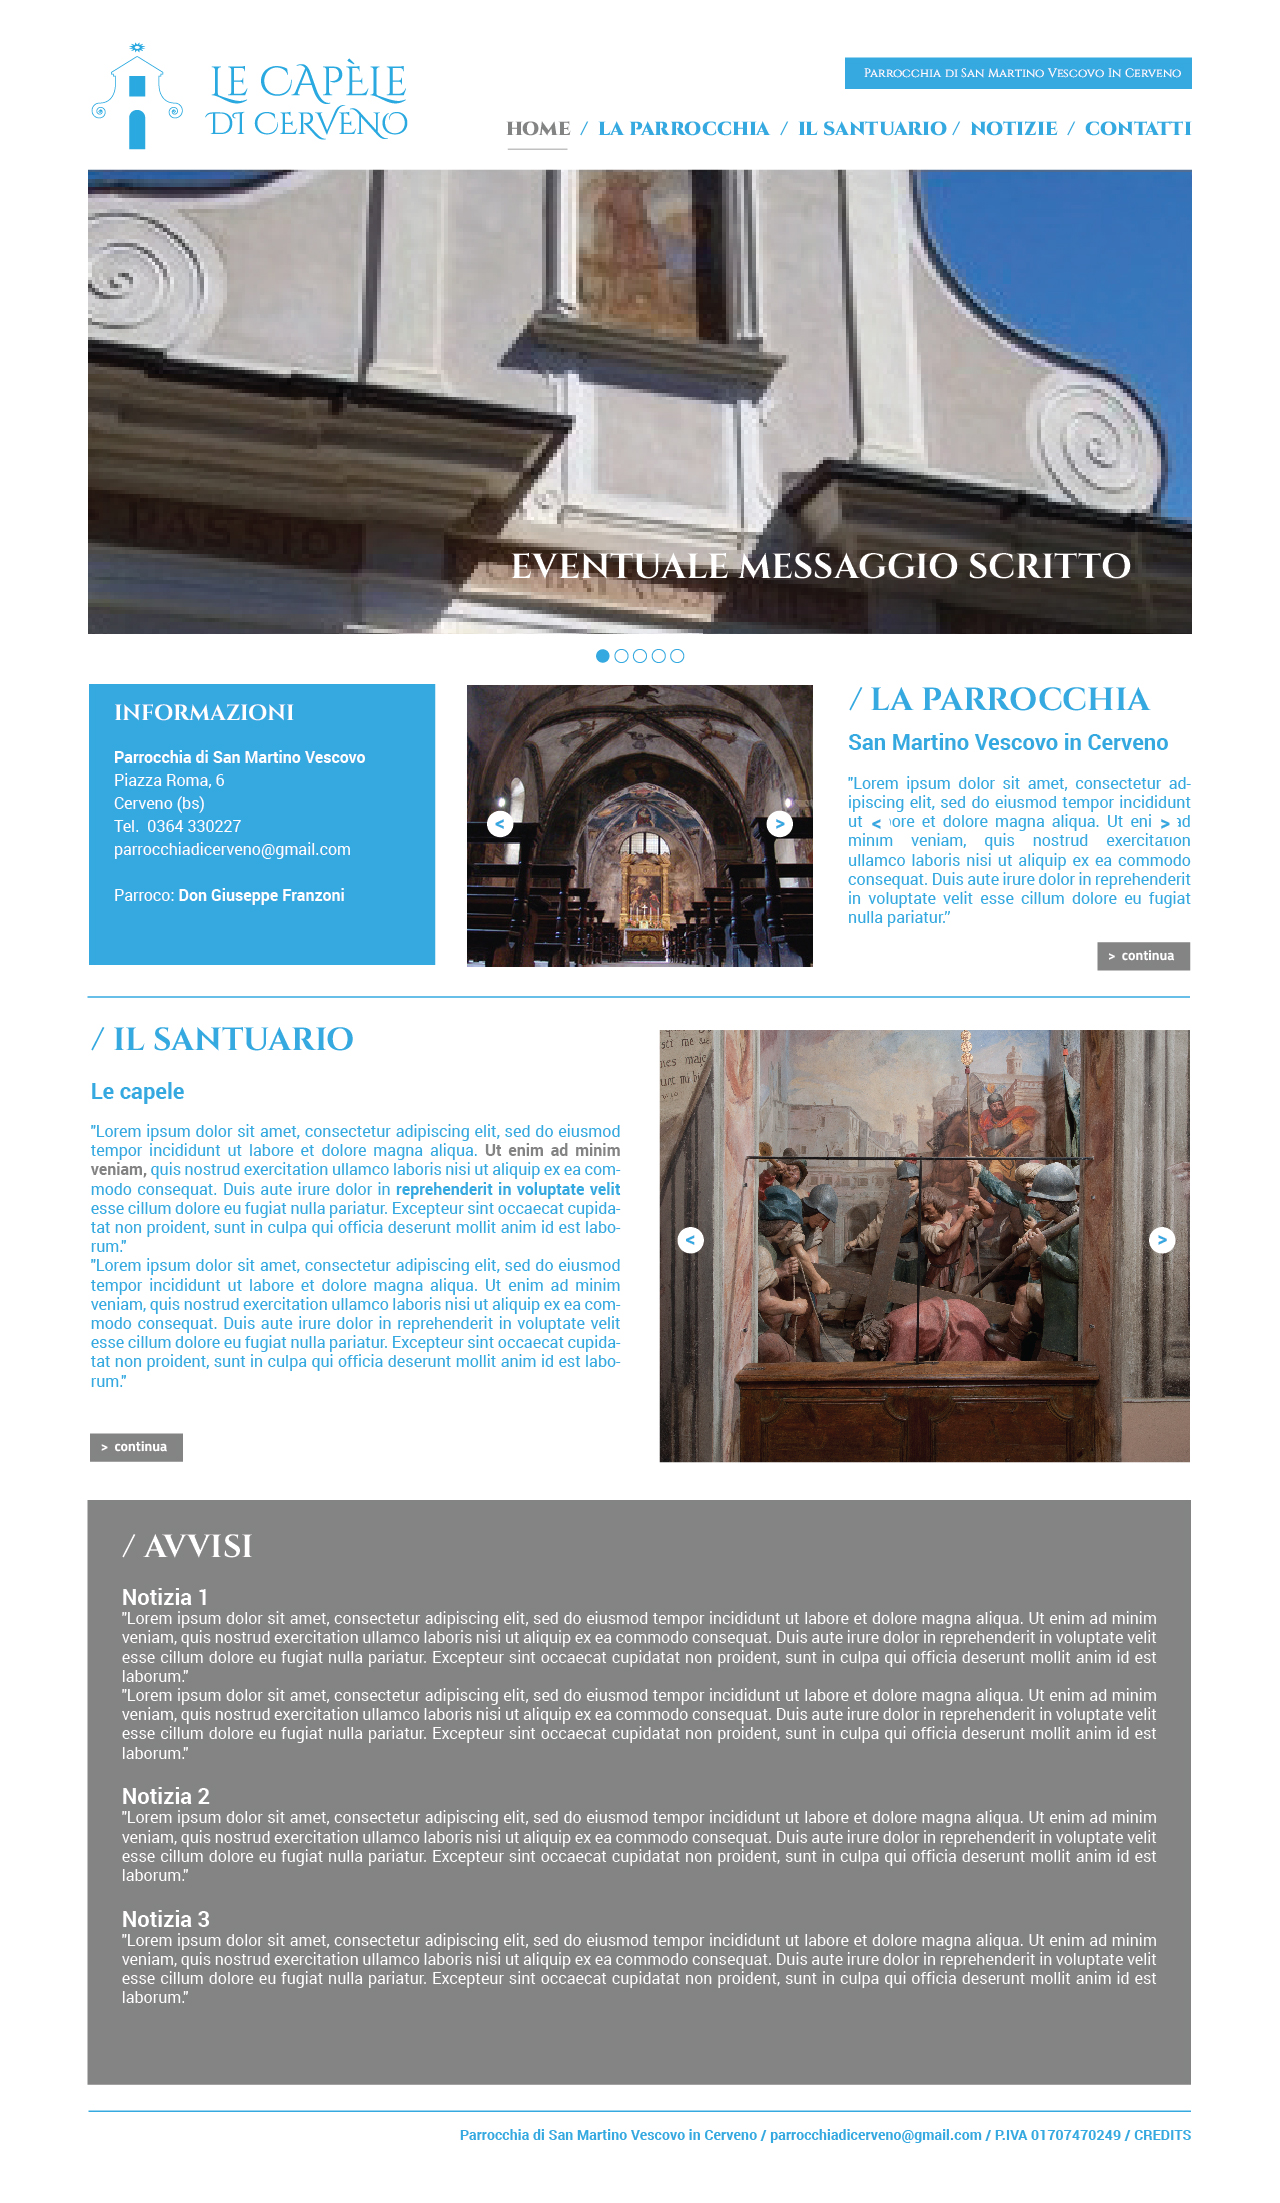 LE CAPÈLE
DI CERVENO
Parrocchia di San Martino Vescovo In Cerveno
HOME / LA PARROCCHIA / IL SANTUARIO / NOTIZIE / CONTATTI
EVENTUALE MESSAGGIO SCRITTO
INFORMAZIONI
Parrocchia di San Martino Vescovo
Piazza Roma, 6
Cerveno (bs)
Tel. 0364 330227
parrocchiadicerveno@gmail.com
Parroco: Don Giuseppe Franzoni
< >
/ LA PARROCCHIA
San Martino Vescovo in Cerveno
"Lorem ipsum dolor sit amet, consectetur ad-
ipiscing elit, sed do eiusmod tempor incididunt
ut < ore et dolore magna aliqua. Ut eni > ad
minim veniam, quis nostrud exercitation
ullamco laboris nisi ut aliquip ex ea commodo
consequat. Duis aute irure dolor in reprehenderit
in voluptate velit esse cillum dolore eu fugiat
nulla pariatur."
> continua
/ IL SANTUARIO
Le capele
"Lorem ipsum dolor sit amet, consectetur adipiscing elit, sed do eiusmod
tempor incididunt ut labore et dolore magna aliqua. Ut enim ad minim
veniam, quis nostrud exercitation ullamco laboris nisi ut aliquip ex ea com-
modo consequat. Duis aute irure dolor in reprehenderit in voluptate velit
esse cillum dolore eu fugiat nulla pariatur. Excepteur sint occaecat cupida-
tat non proident, sunt in culpa qui officia deserunt mollit anim id est labo-
rum."
"Lorem ipsum dolor sit amet, consectetur adipiscing elit, sed do eiusmod
tempor incididunt ut labore et dolore magna aliqua. Ut enim ad minim
veniam, quis nostrud exercitation ullamco laboris nisi ut aliquip ex ea com-
modo consequat. Duis aute irure dolor in reprehenderit in voluptate velit
esse cillum dolore eu fugiat nulla pariatur. Excepteur sint occaecat cupida-
tat non proident, sunt in culpa qui officia deserunt mollit anim id est labo-
rum."
> continua
< >
/ AVVISI
Notizia 1
"Lorem ipsum dolor sit amet, consectetur adipiscing elit, sed do eiusmod tempor incididunt ut labore et dolore magna aliqua. Ut enim ad minim
veniam, quis nostrud exercitation ullamco laboris nisi ut aliquip ex ea commodo consequat. Duis aute irure dolor in reprehenderit in voluptate velit
esse cillum dolore eu fugiat nulla pariatur. Excepteur sint occaecat cupidatat non proident, sunt in culpa qui officia deserunt mollit anim id est
laborum."
"Lorem ipsum dolor sit amet, consectetur adipiscing elit, sed do eiusmod tempor incididunt ut labore et dolore magna aliqua. Ut enim ad minim
veniam, quis nostrud exercitation ullamco laboris nisi ut aliquip ex ea commodo consequat. Duis aute irure dolor in reprehenderit in voluptate velit
esse cillum dolore eu fugiat nulla pariatur. Excepteur sint occaecat cupidatat non proident, sunt in culpa qui officia deserunt mollit anim id est
laborum."
Notizia 2
"Lorem ipsum dolor sit amet, consectetur adipiscing elit, sed do eiusmod tempor incididunt ut labore et dolore magna aliqua. Ut enim ad minim
veniam, quis nostrud exercitation ullamco laboris nisi ut aliquip ex ea commodo consequat. Duis aute irure dolor in reprehenderit in voluptate velit
esse cillum dolore eu fugiat nulla pariatur. Excepteur sint occaecat cupidatat non proident, sunt in culpa qui officia deserunt mollit anim id est
laborum."
Notizia 3
"Lorem ipsum dolor sit amet, consectetur adipiscing elit, sed do eiusmod tempor incididunt ut labore et dolore magna aliqua. Ut enim ad minim
veniam, quis nostrud exercitation ullamco laboris nisi ut aliquip ex ea commodo consequat. Duis aute irure dolor in reprehenderit in voluptate velit
esse cillum dolore eu fugiat nulla pariatur. Excepteur sint occaecat cupidatat non proident, sunt in culpa qui officia deserunt mollit anim id est
laborum."
Parrocchia di San Martino Vescovo in Cerveno / parrocchiadicerveno@gmail.com / P.IVA 01707470249 / CREDITS